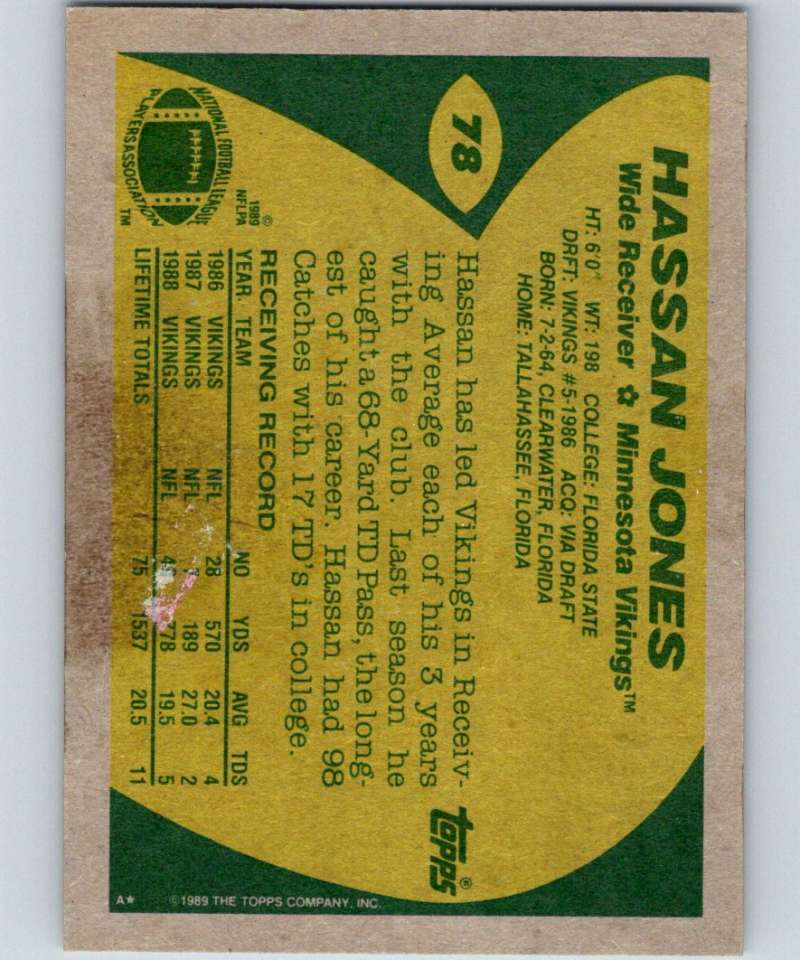 78
HASSAN JONES
Wide Receiver ✿ Minnesota Vikings™
HT: 6'0" WT: 198 COLLEGE: FLORIDA STATE
DRFT: VIKINGS #5-1986 ACQ: VIA DRAFT
BORN: 7-2-64, CLEARWATER, FLORIDA
HOME: TALLAHASSEE, FLORIDA
Hassan has led Vikings in Receiv-
ing Average each of his 3 years
with the club. Last season he
caught a 68-Yard TD Pass, the long-
est of his career. Hassan had 98
Catches with 17 TD's in college.
topps®
NATIONAL FOOTBALL LEAGUE
PLAYERS ASSOCIATION™
©
1989
NFLPA
RECEIVING RECORD
YEAR TEAM NO YDS AVG TDS
1986 VIKINGS NFL 28 570 20.4 4
1987 VIKINGS NFL 189 27.0 2
1988 VIKINGS NFL 19.5 5
LIFETIME TOTALS 75 1537 20.5 11
A★ ©1989 THE TOPPS COMPANY, INC.